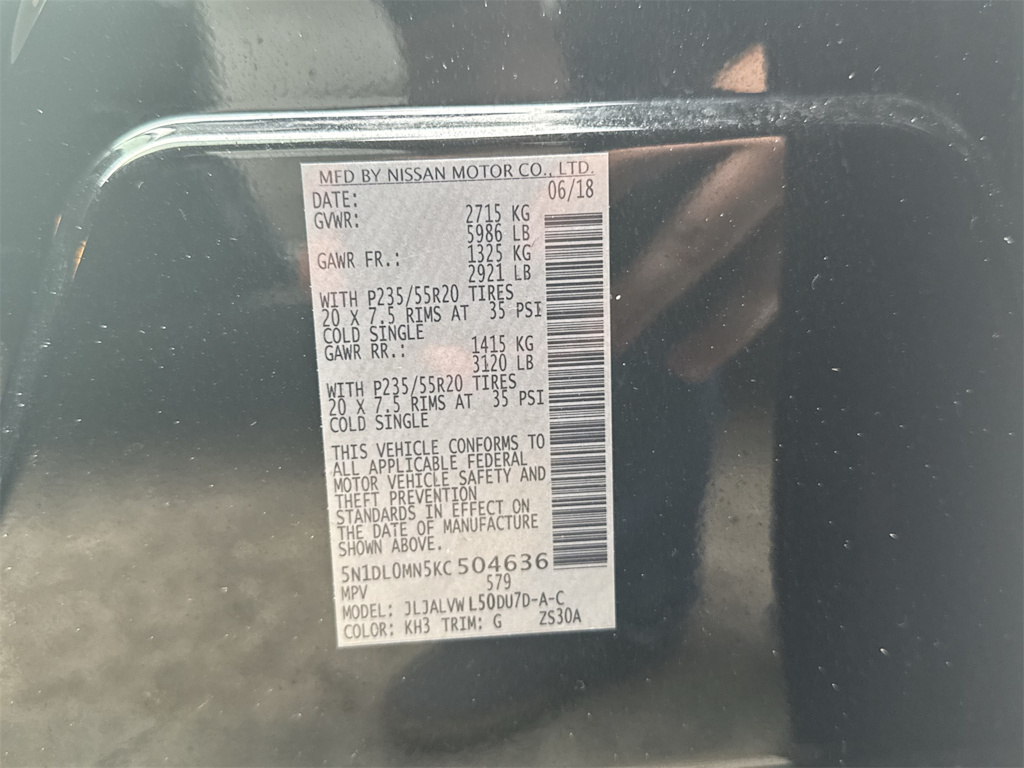 MFD BY NISSAN MOTOR CO., LTD.
DATE: 06/18
GVWR: 2715 KG
5986 LB
GAWR FR.: 1325 KG
2921 LB
WITH P235/55R20 TIRES
20 X 7.5 RIMS AT 35 PSI
COLD SINGLE
GAWR RR.: 1415 KG
3120 LB
WITH P235/55R20 TIRES
20 X 7.5 RIMS AT 35 PSI
COLD SINGLE
THIS VEHICLE CONFORMS TO
ALL APPLICABLE FEDERAL
MOTOR VEHICLE SAFETY AND
THEFT PREVENTION
STANDARDS IN EFFECT ON
THE DATE OF MANUFACTURE
SHOWN ABOVE.
5N1DL0MN5KC504636
MPV 579
MODEL: JLJALVWL50DU7D-A-C
COLOR: KH3 TRIM: G ZS30A